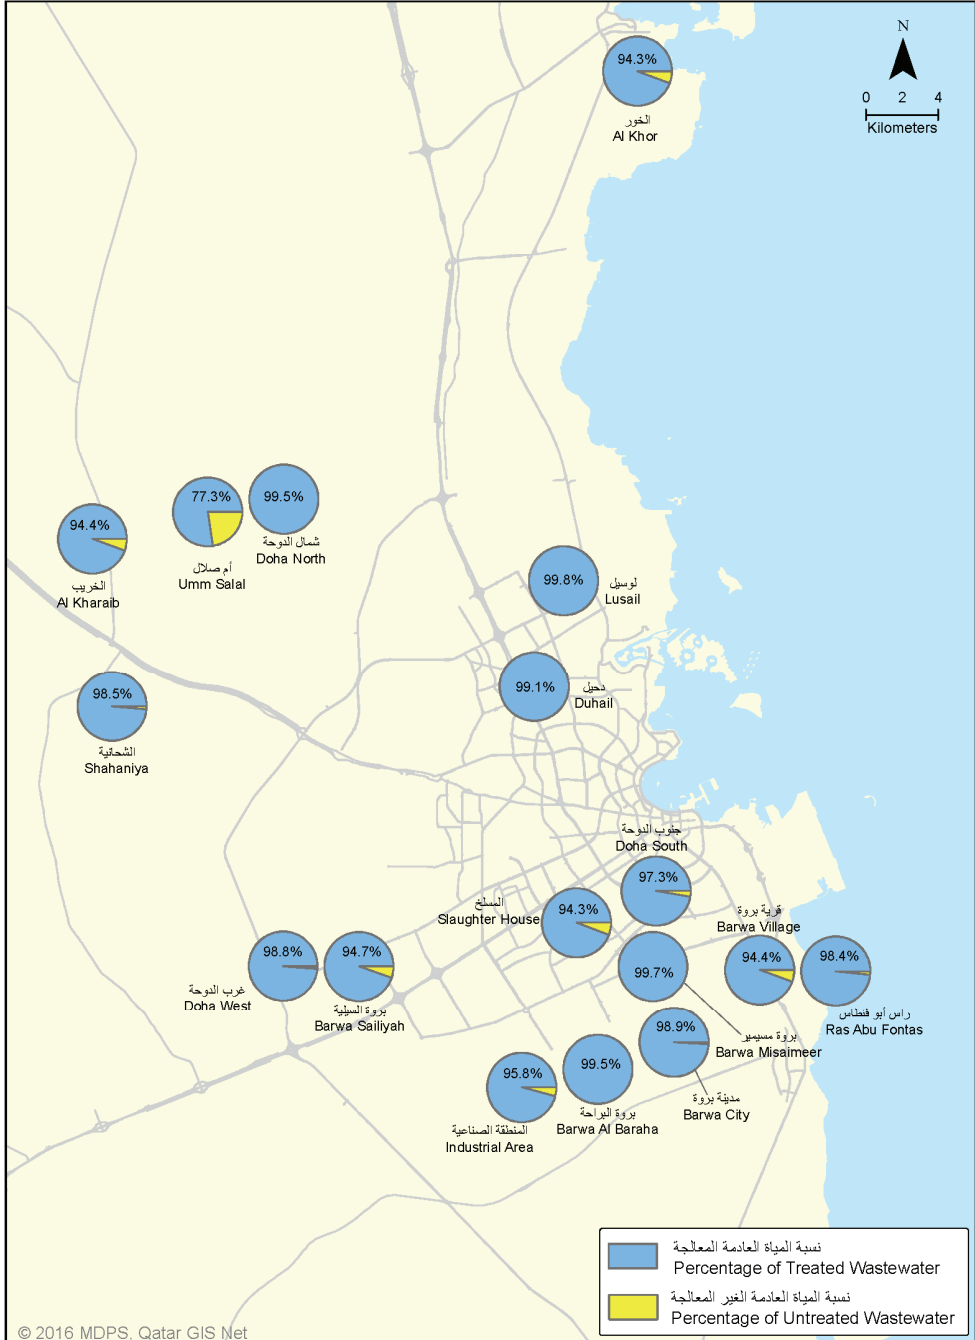 N
0 2 4
Kilometers
94.3%
الخور
Al Khor
77.3%
أم صلال
Umm Salal
99.5%
شمال الدوحة
Doha North
94.4%
الخريب
Al Kharaib
99.8%
لوسيل
Lusail
99.1%
دحيل
Duhail
98.5%
الشحانية
Shahaniya
جنوب الدوحة
Doha South
97.3%
المسلخ
Slaughter House
94.3%
قرية بروة
Barwa Village
94.4%
98.4%
راس أبو فنطاس
Ras Abu Fontas
98.8%
غرب الدوحة
Doha West
94.7%
بروة السيلية
Barwa Sailiyah
99.7%
بروة مسيمير
Barwa Misaimeer
98.9%
مدينة بروة
Barwa City
99.5%
بروة البراحة
Barwa Al Baraha
95.8%
المنطقة الصناعية
Industrial Area
نسبة المياة العادمة المعالجة
Percentage of Treated Wastewater
نسبة المياة العادمة الغير المعالجة
Percentage of Untreated Wastewater
© 2016 MDPS, Qatar GIS Net